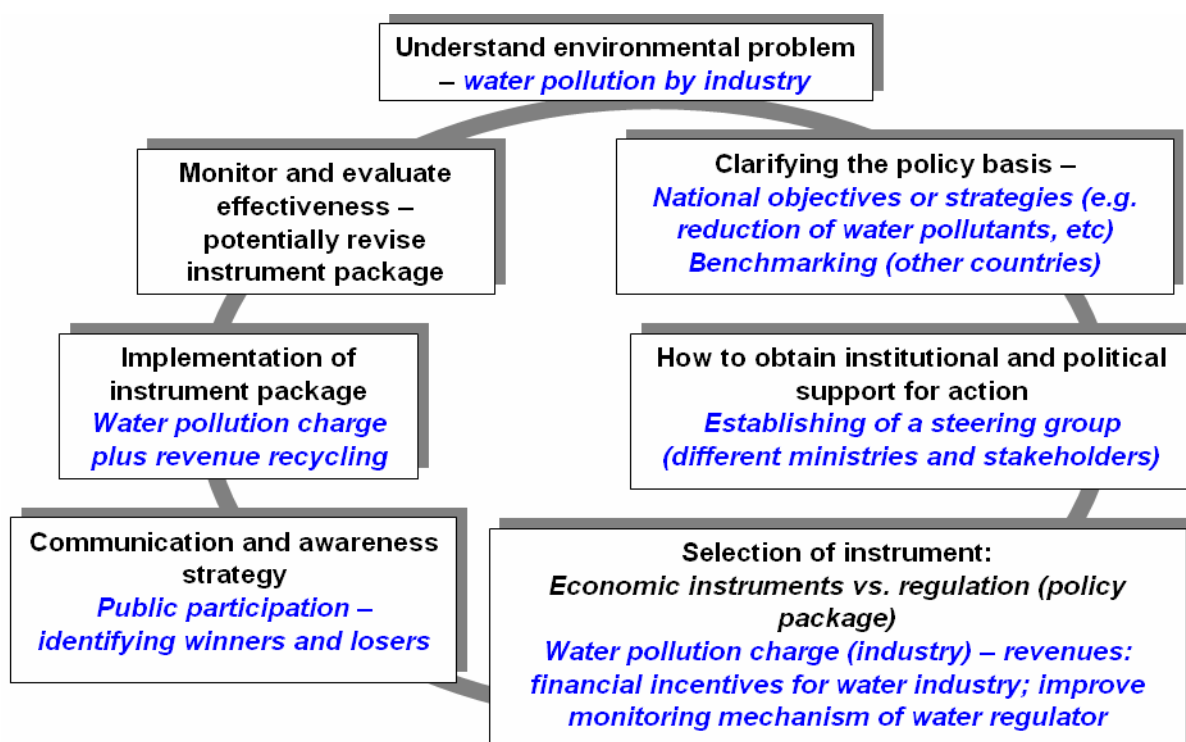 Understand environmental problem
– water pollution by industry
Clarifying the policy basis –
National objectives or strategies (e.g.
reduction of water pollutants, etc)
Benchmarking (other countries)
How to obtain institutional and political
support for action
Establishing of a steering group
(different ministries and stakeholders)
Selection of instrument:
Economic instruments vs. regulation (policy
package)
Water pollution charge (industry) – revenues:
financial incentives for water industry; improve
monitoring mechanism of water regulator
Communication and awareness
strategy
Public participation –
identifying winners and losers
Implementation of
instrument package
Water pollution charge
plus revenue recycling
Monitor and evaluate
effectiveness –
potentially revise
instrument package